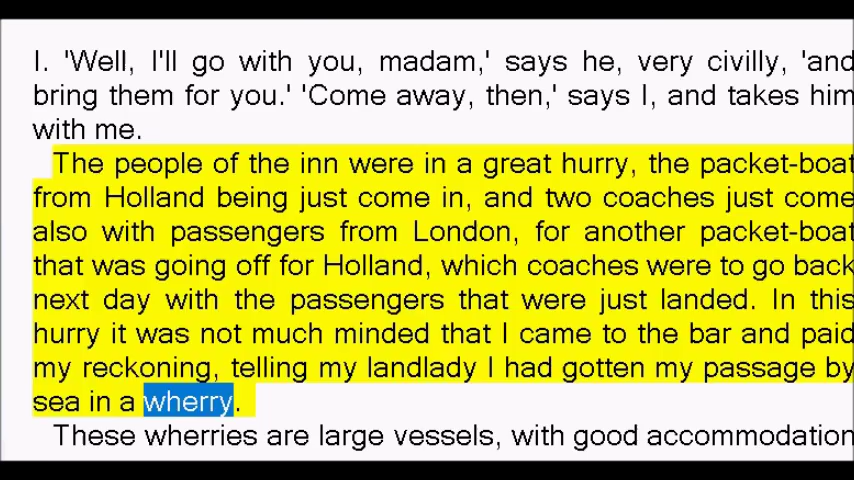 I. 'Well, I'll go with you, madam,' says he, very civilly, 'and
bring them for you.' 'Come away, then,' says I, and takes him
with me.
The people of the inn were in a great hurry, the packet-boat
from Holland being just come in, and two coaches just come
also with passengers from London, for another packet-boat
that was going off for Holland, which coaches were to go back
next day with the passengers that were just landed. In this
hurry it was not much minded that I came to the bar and paid
my reckoning, telling my landlady I had gotten my passage by
sea in a wherry.
These wherries are large vessels, with good accommodation